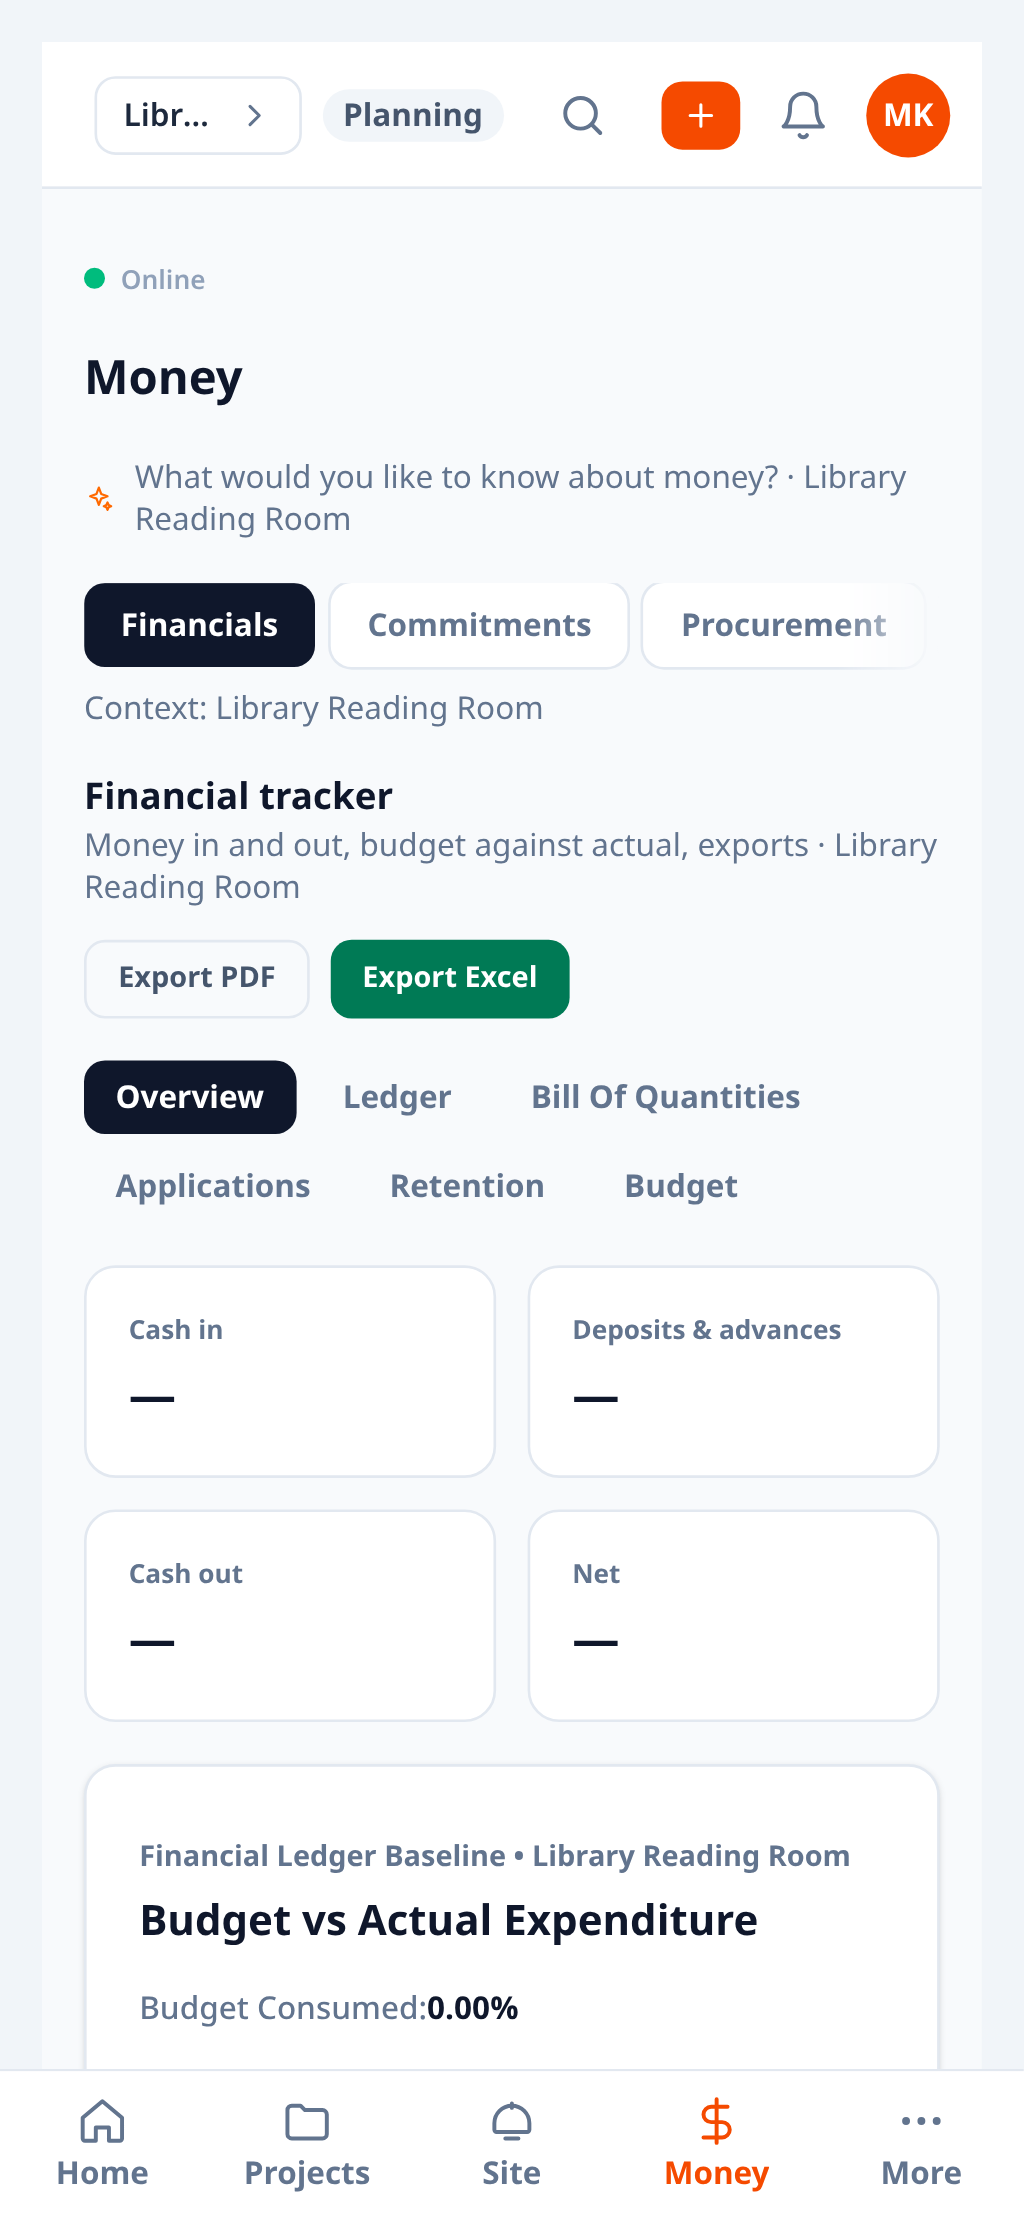 Libr...
Planning
MK
Online
Money
What would you like to know about money? · Library
Reading Room
Financials
Commitments
Procurement
Context: Library Reading Room
Financial tracker
Money in and out, budget against actual, exports · Library
Reading Room
Export PDF
Export Excel
Overview
Ledger
Bill Of Quantities
Applications
Retention
Budget
Cash in
—
Deposits & advances
—
Cash out
—
Net
—
Financial Ledger Baseline • Library Reading Room
Budget vs Actual Expenditure
Budget Consumed:0.00%
Home
Projects
Site
Money
More